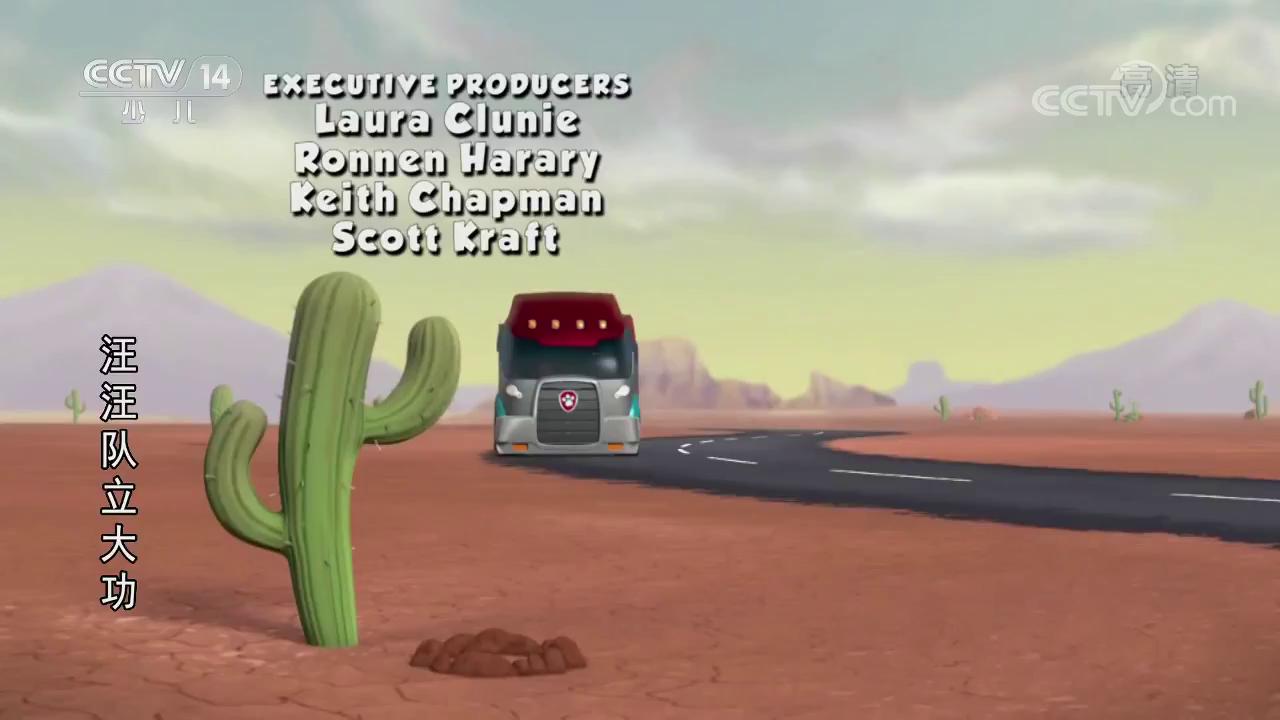 CCTV 14
少儿
EXECUTIVE PRODUCERS
Laura Clunie
Ronnen Harary
Keith Chapman
Scott Kraft
高清
CCTV.com
汪汪队立大功